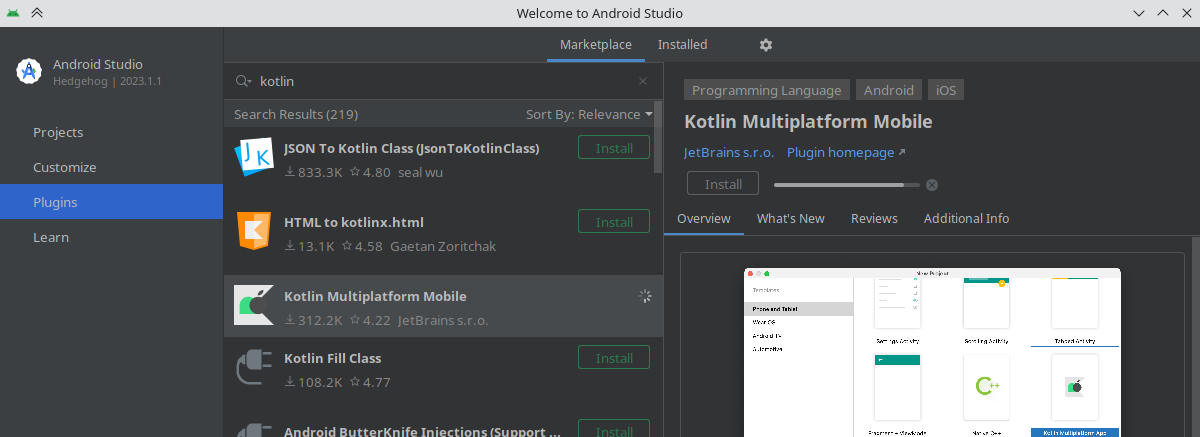 Welcome to Android Studio
Android Studio
Hedgehog | 2023.1.1
Projects
Customize
Plugins
Learn
Marketplace
Installed
kotlin
Search Results (219)
Sort By: Relevance
JSON To Kotlin Class (JsonToKotlinClass)
Install
833.3K 4.80 seal wu
HTML to kotlinx.html
Install
13.1K 4.58 Gaetan Zoritchak
Kotlin Multiplatform Mobile
312.2K 4.22 JetBrains s.r.o.
Kotlin Fill Class
Install
108.2K 4.77
Android ButterKnife Injections (Support ...
Install
Programming Language
Android
iOS
Kotlin Multiplatform Mobile
JetBrains s.r.o.
Plugin homepage
Install
Overview
What's New
Reviews
Additional Info
New Project
Templates
Phone and Tablet
Wear OS
Android TV
Automotive
Settings Activity
Scrolling Activity
Tabbed Activity
C++
Fragment + ViewModel
Native C++
Kotlin Multiplatform App